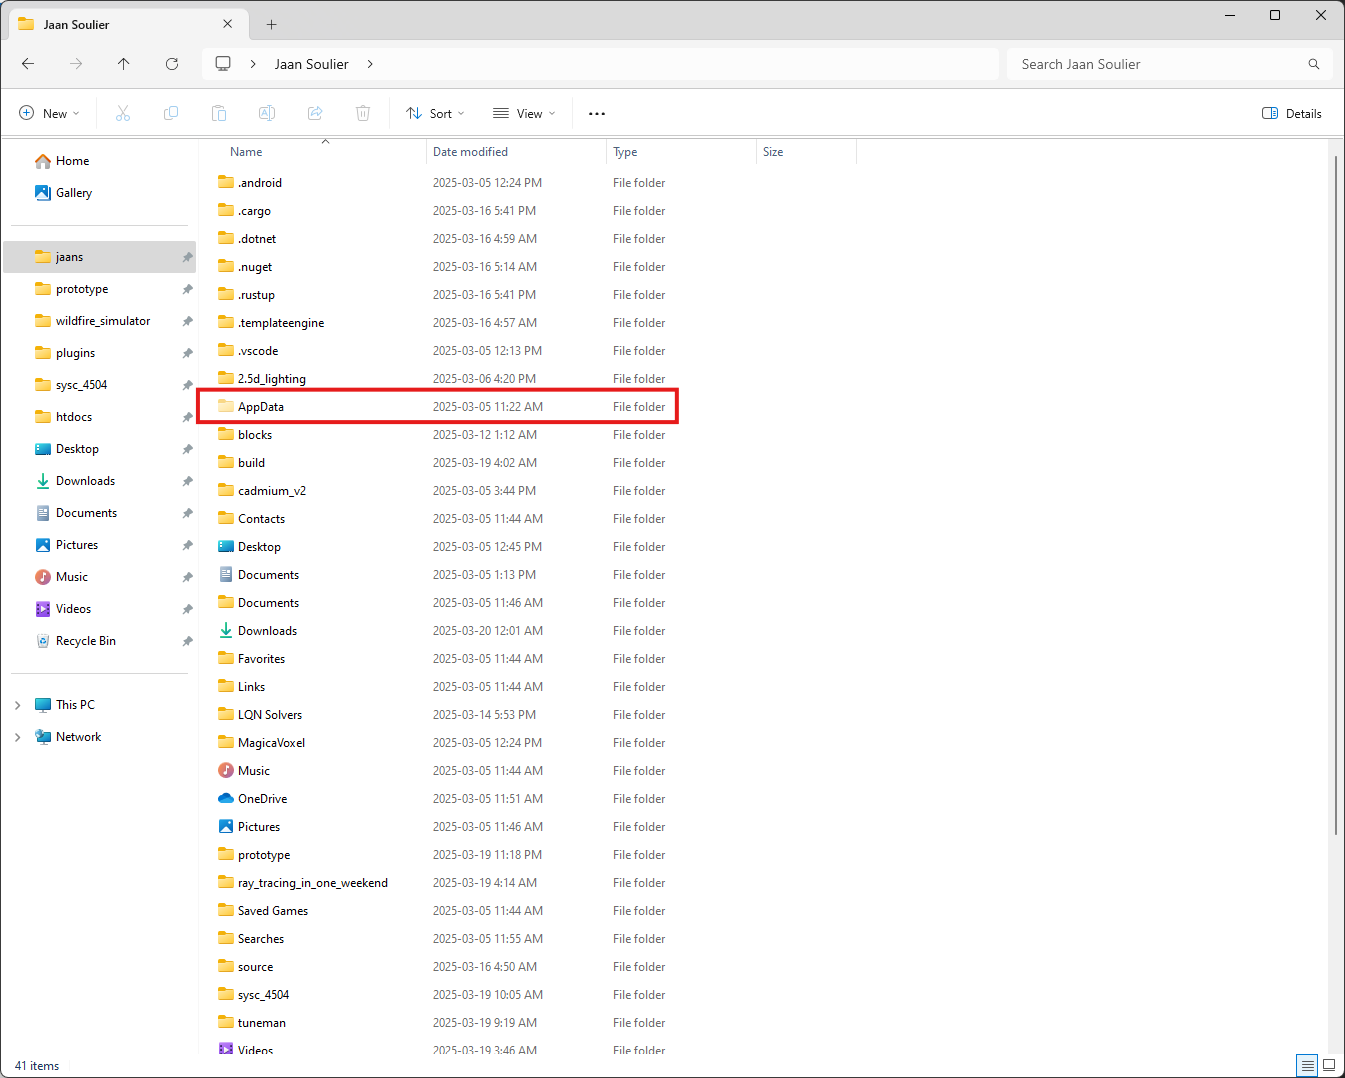 Jaan Soulier
Jaan Soulier
Search Jaan Soulier
New
Sort
View
Details
Name Date modified Type Size
Home
Gallery
jaans
prototype
wildfire_simulator
plugins
sysc_4504
htdocs
Desktop
Downloads
Documents
Pictures
Music
Videos
Recycle Bin
This PC
Network
.android 2025-03-05 12:24 PM File folder
.cargo 2025-03-16 5:41 PM File folder
.dotnet 2025-03-16 4:59 AM File folder
.nuget 2025-03-16 5:14 AM File folder
.rustup 2025-03-16 5:41 PM File folder
.templateengine 2025-03-16 4:57 AM File folder
.vscode 2025-03-05 12:13 PM File folder
2.5d_lighting 2025-03-06 4:20 PM File folder
AppData 2025-03-05 11:22 AM File folder
blocks 2025-03-12 1:12 AM File folder
build 2025-03-19 4:02 AM File folder
cadmium_v2 2025-03-05 3:44 PM File folder
Contacts 2025-03-05 11:44 AM File folder
Desktop 2025-03-05 12:45 PM File folder
Documents 2025-03-05 1:13 PM File folder
Documents 2025-03-05 11:46 AM File folder
Downloads 2025-03-20 12:01 AM File folder
Favorites 2025-03-05 11:44 AM File folder
Links 2025-03-05 11:44 AM File folder
LQN Solvers 2025-03-14 5:53 PM File folder
MagicaVoxel 2025-03-05 12:24 PM File folder
Music 2025-03-05 11:44 AM File folder
OneDrive 2025-03-05 11:51 AM File folder
Pictures 2025-03-05 11:46 AM File folder
prototype 2025-03-19 11:18 PM File folder
ray_tracing_in_one_weekend 2025-03-19 4:14 AM File folder
Saved Games 2025-03-05 11:44 AM File folder
Searches 2025-03-05 11:55 AM File folder
source 2025-03-16 4:50 AM File folder
sysc_4504 2025-03-19 10:05 AM File folder
tuneman 2025-03-19 9:19 AM File folder
Videos 2025-03-19 3:46 AM File folder
41 items